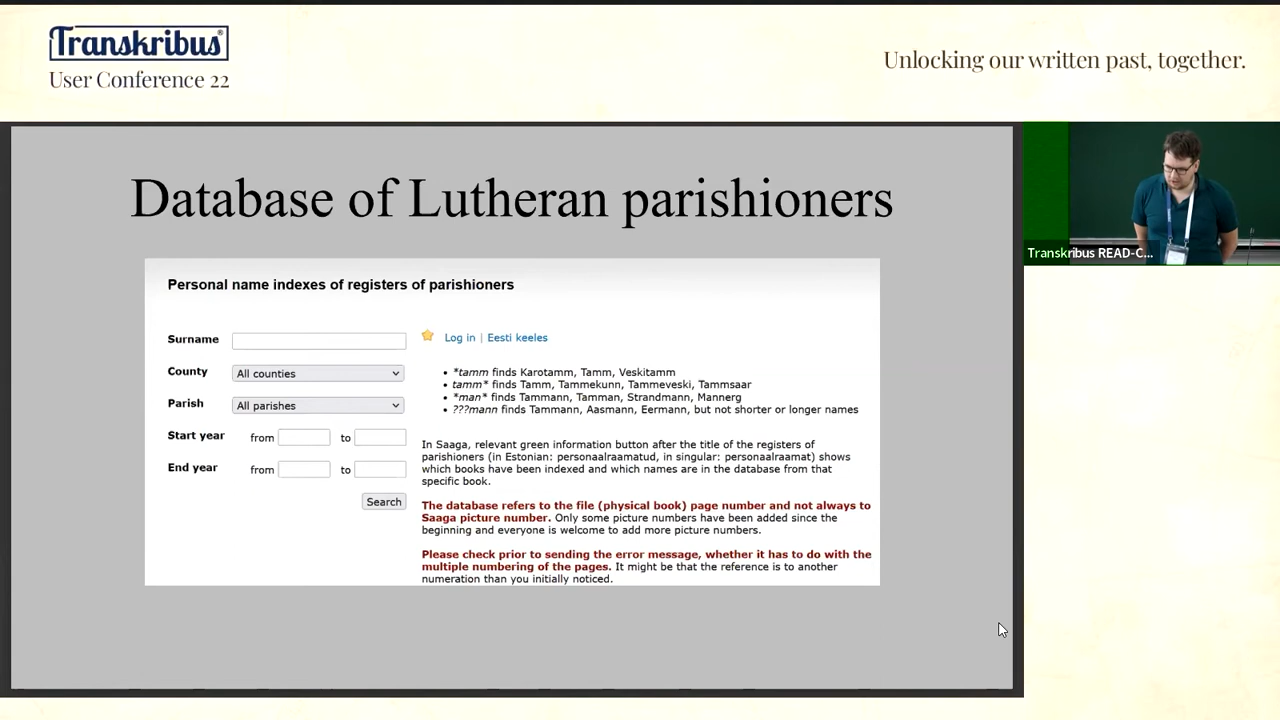 Transkribus®
User Conference 22
Unlocking our written past, together.
Database of Lutheran parishioners
Personal name indexes of registers of parishioners
Surname
County All counties
Parish All parishes
Start year from to
End year from to
Search
Log in | Eesti keeles
• *tamm finds Karotamm, Tamm, Veskitamm
• tamm* finds Tamm, Tammekunn, Tammeveski, Tammsaar
• *man* finds Tamman, Tamman, Strandmann, Mannerg
• ???mann finds Tammann, Aasmann, Eermann, but not shorter or longer names
In Saaga, relevant green information button after the title of the registers of
parishioners (in Estonian: personaalraamatud, in singular: personaalraamat) shows
which books have been indexed and which names are in the database from that
specific book.
The database refers to the file (physical book) page number and not always to
Saaga picture number. Only some picture numbers have been added since the
beginning and everyone is welcome to add more picture numbers.
Please check prior to sending the error message, whether it has to do with the
multiple numbering of the pages. It might be that the reference is to another
numeration than you initially noticed.
Transkribus READ-C...